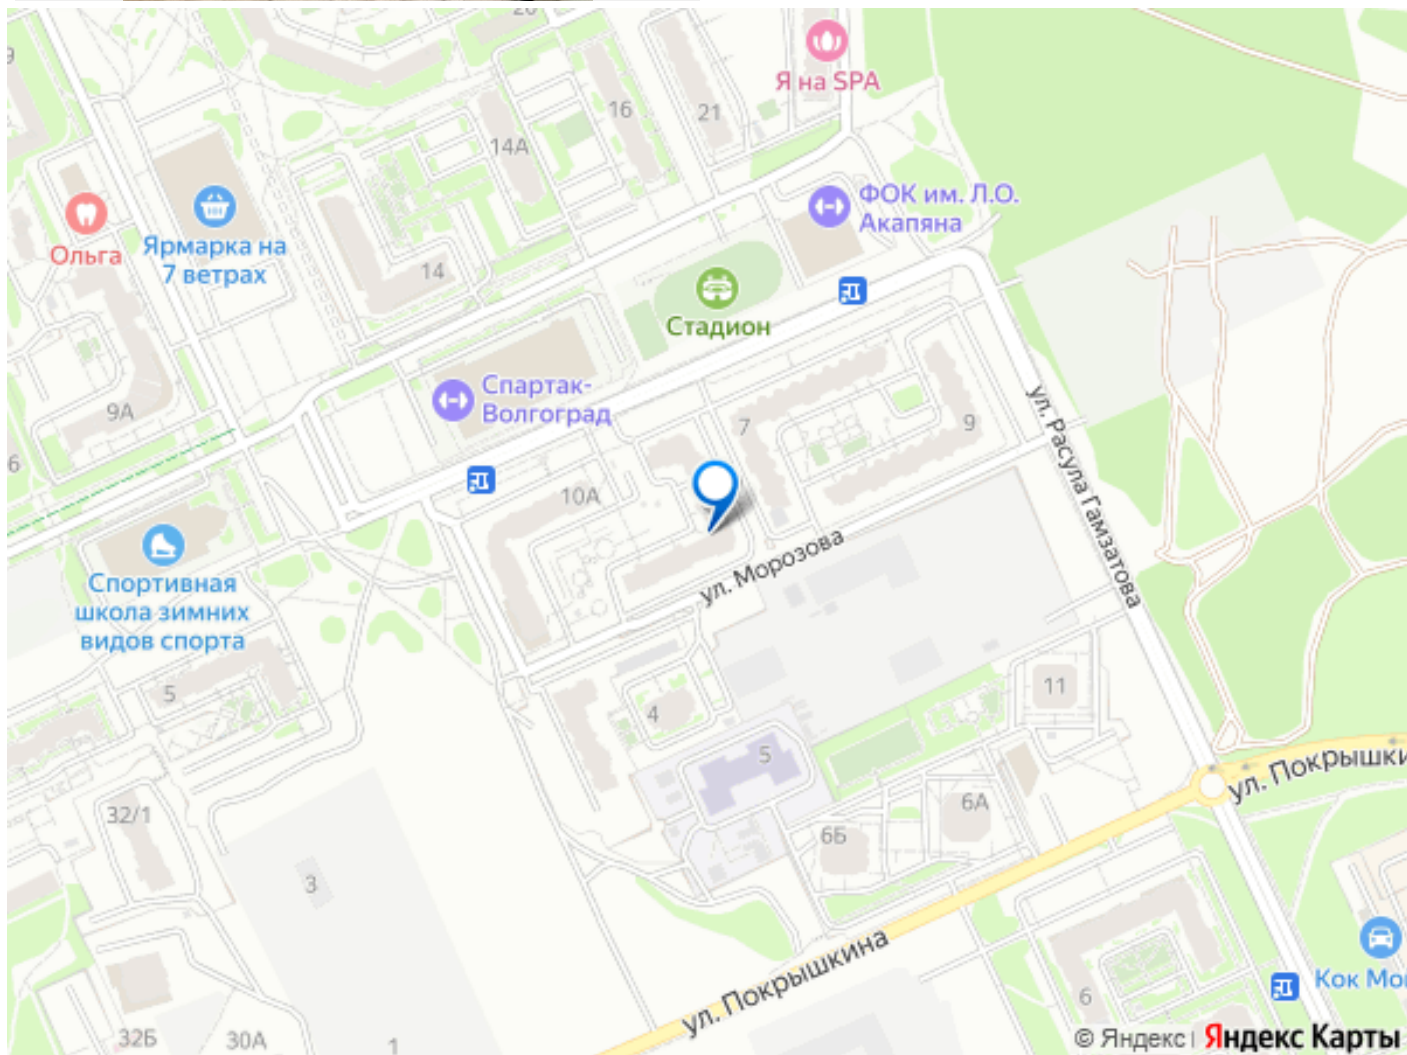 Я на SPA
16
21
14А
ФОК им. Л.О.
Акапяна
Ольга
Ярмарка на
7 ветрах
14
Стадион
Спартак-
Волгоград
9А
7
9
10А
ул. Расула Гамзатова
ул. Морозова
Спортивная
школа зимних
видов спорта
5
4
11
5
32/1
6А
6Б
3
ул. Покрышки
ул. Покрышкина
6
Кок Мо
32Б
30А
1
© Яндекс
Яндекс Карты